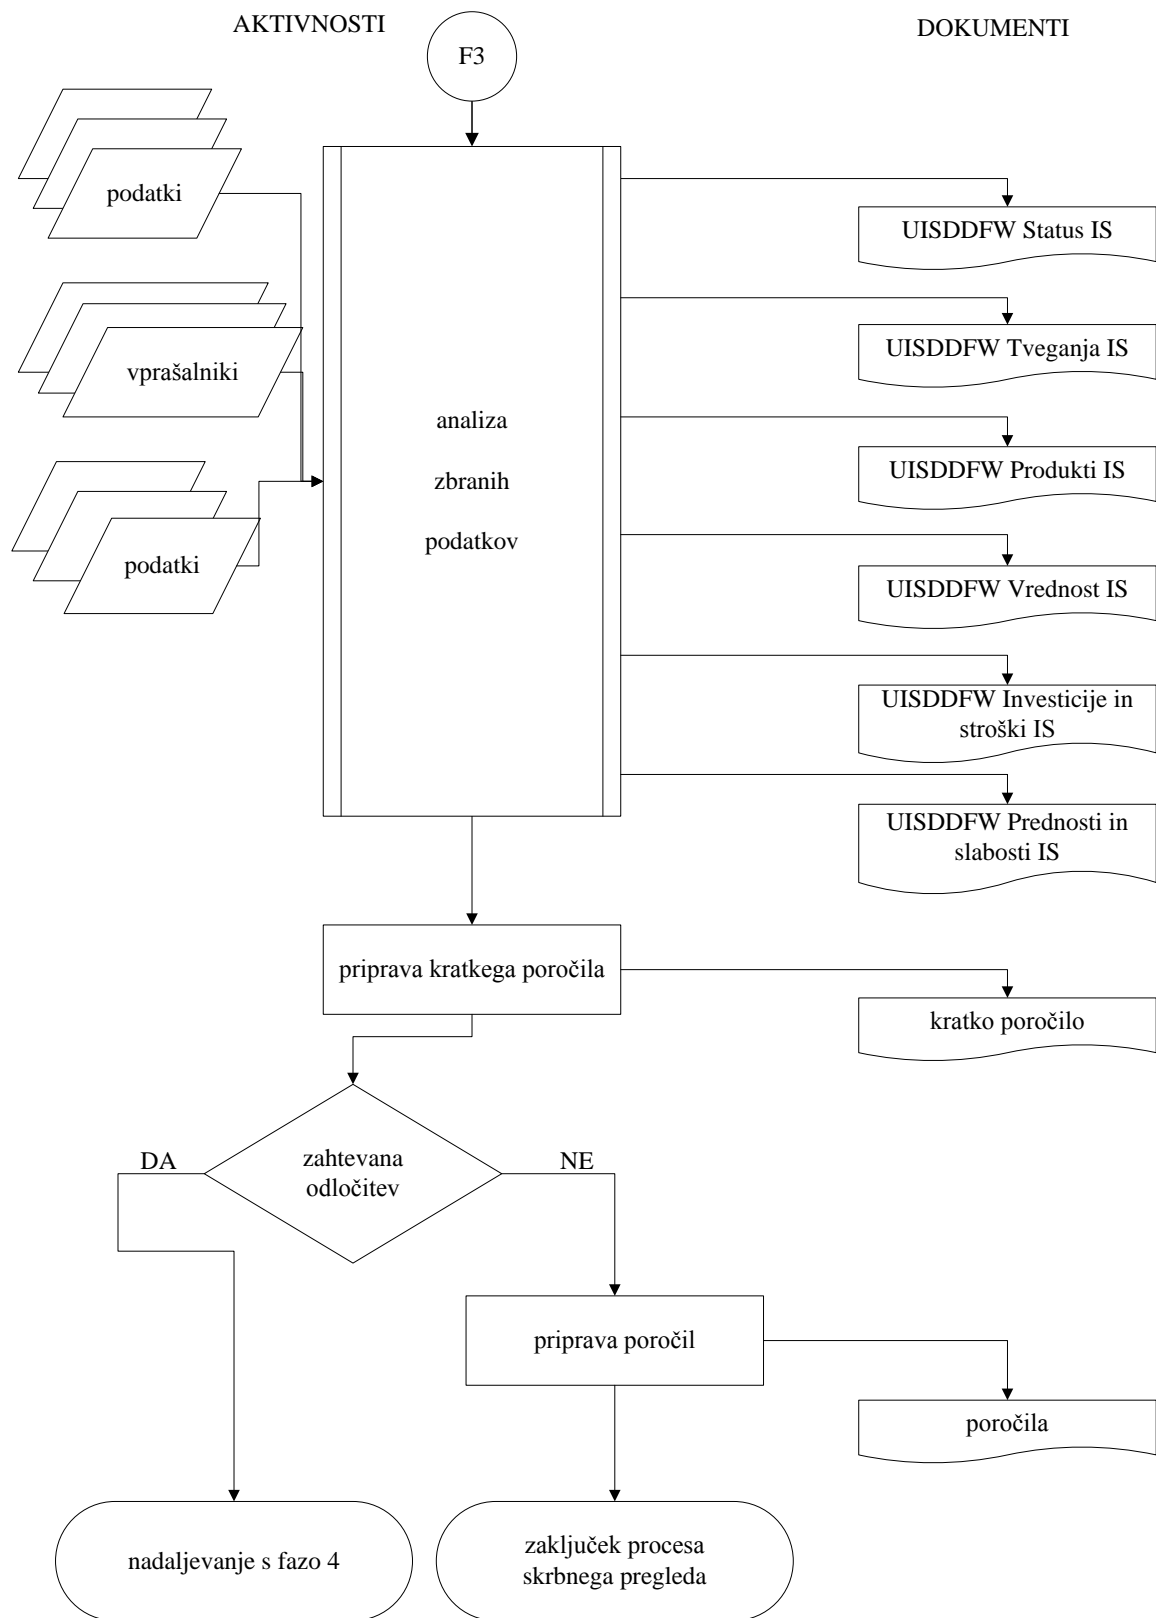 AKTIVNOSTI
DOKUMENTI
F3
podatki
vprašalniki
podatki
analiza
zbranih
podatkov
UISDDFW Status IS
UISDDFW Tveganja IS
UISDDFW Produkti IS
UISDDFW Vrednost IS
UISDDFW Investicije in
stroški IS
UISDDFW Prednosti in
slabosti IS
priprava kratkega poročila
kratko poročilo
zahtevana
odločitev
DA
NE
priprava poročil
poročila
nadaljevanje s fazo 4
zaključek procesa
skrbnega pregleda